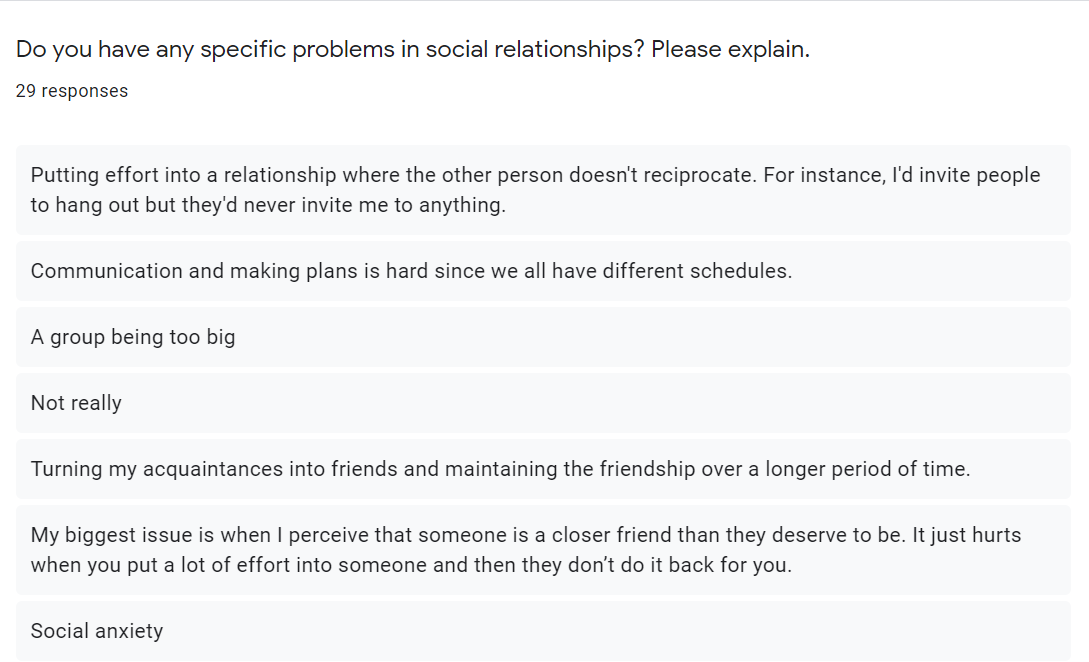 Do you have any specific problems in social relationships? Please explain.
29 responses
Putting effort into a relationship where the other person doesn't reciprocate. For instance, I'd invite people
to hang out but they'd never invite me to anything.
Communication and making plans is hard since we all have different schedules.
A group being too big
Not really
Turning my acquaintances into friends and maintaining the friendship over a longer period of time.
My biggest issue is when I perceive that someone is a closer friend than they deserve to be. It just hurts
when you put a lot of effort into someone and then they don’t do it back for you.
Social anxiety